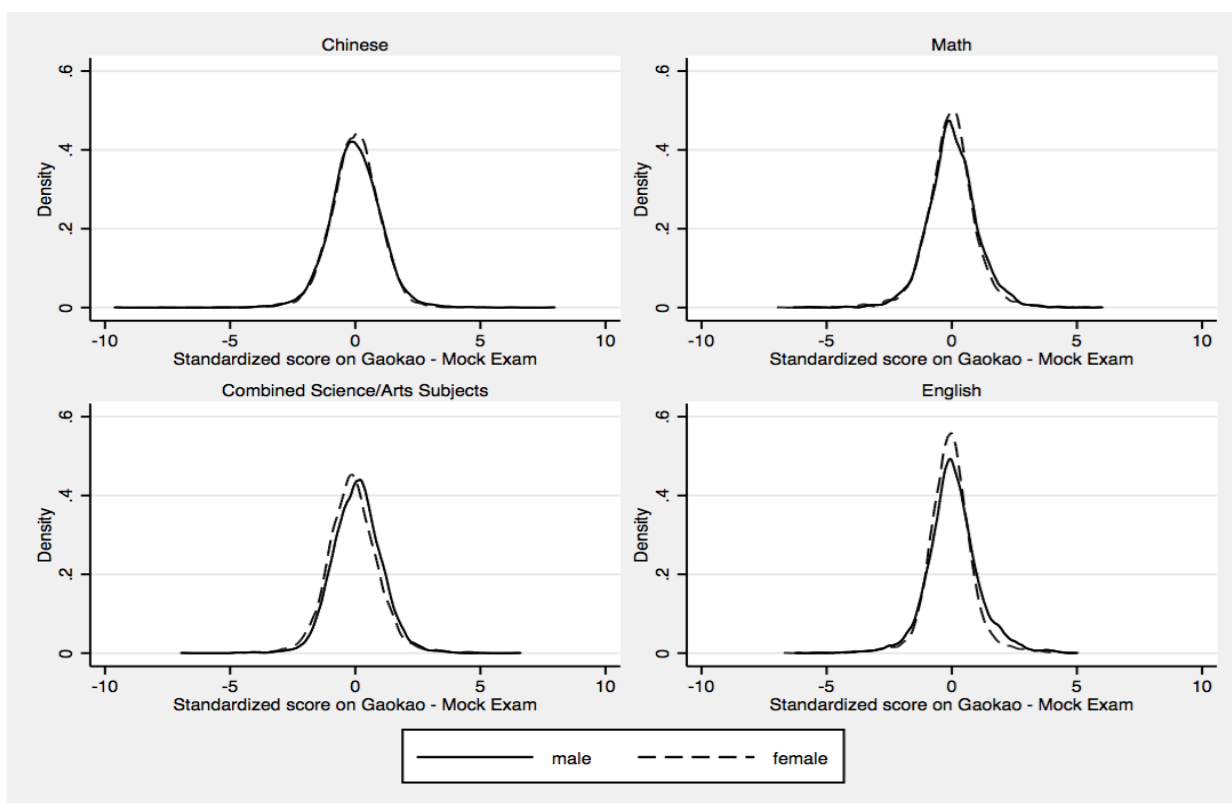 Chinese
Math
.6
.4
.2
0
Density
-10 -5 0 5 10
Standardized score on Gaokao - Mock Exam
.6
.4
.2
0
Density
-10 -5 0 5 10
Standardized score on Gaokao - Mock Exam
Combined Science/Arts Subjects
English
.6
.4
.2
0
Density
-10 -5 0 5 10
Standardized score on Gaokao - Mock Exam
.6
.4
.2
0
Density
-10 -5 0 5 10
Standardized score on Gaokao - Mock Exam
male female